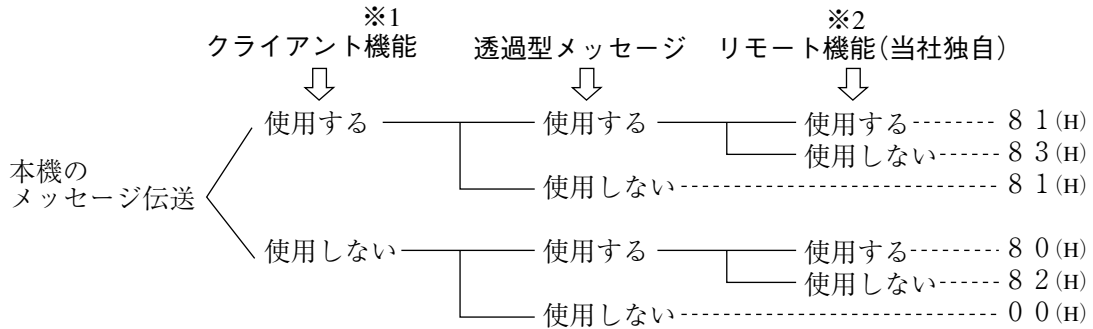 ※1
※2
クライアント機能 透過型メッセージ リモート機能(当社独自)
使用する 使用する 使用する 81(H)
使用しない 83(H)
本機の
メッセージ伝送
使用しない 81(H)
使用しない 使用する 使用する 80(H)
使用しない 82(H)
使用しない 00(H)